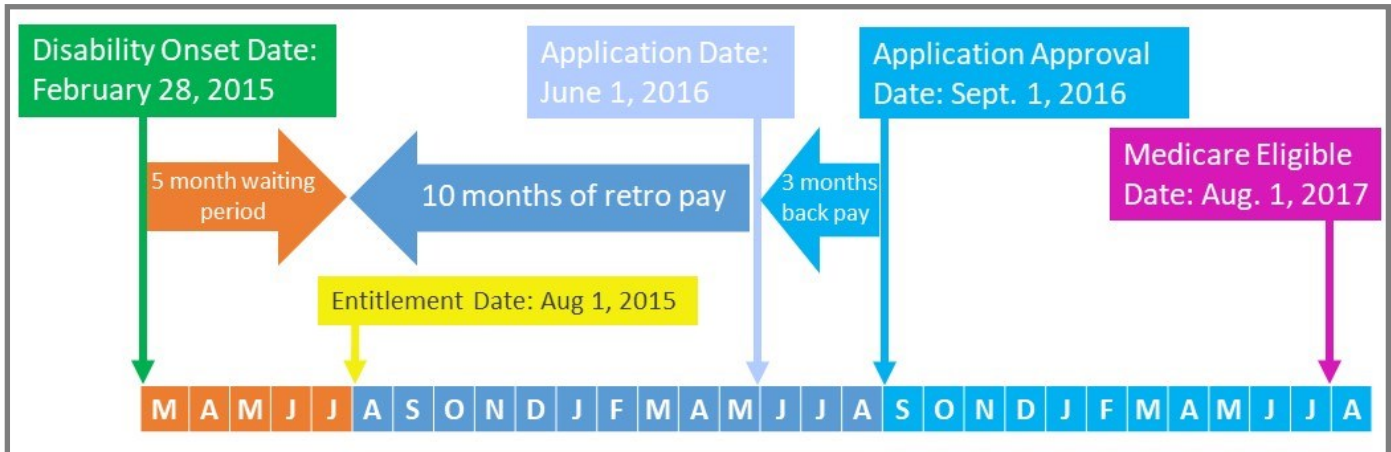 Disability Onset Date:
February 28, 2015
Application Date:
June 1, 2016
Application Approval
Date: Sept. 1, 2016
Medicare Eligible
Date: Aug. 1, 2017
5 month waiting
period
10 months of retro pay
3 months
back pay
Entitlement Date: Aug 1, 2015
M A M J J A S O N D J F M A M J J A S O N D J F M A M J J A